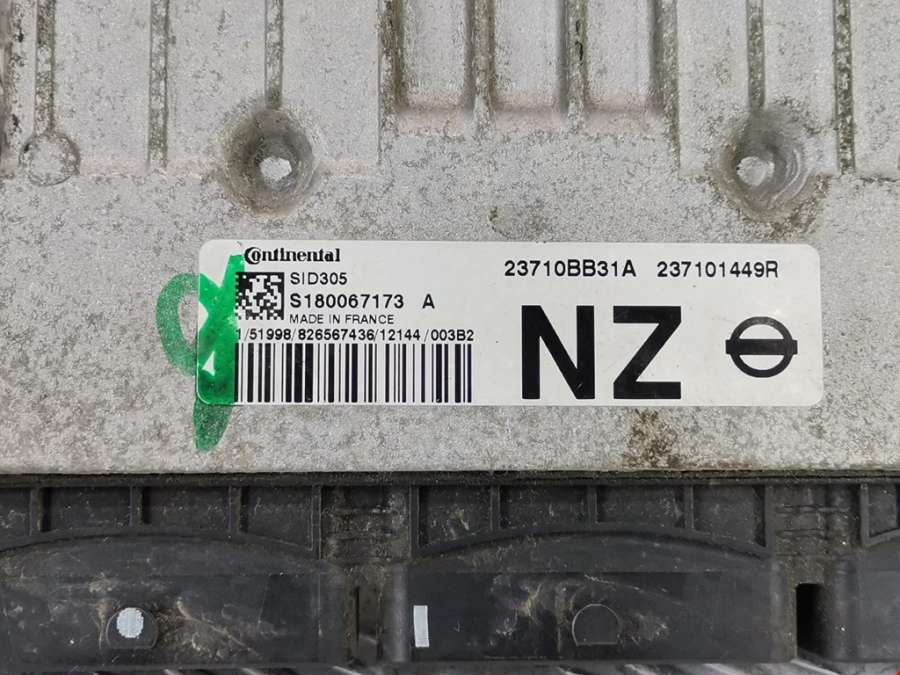 Continental
SID305
S180067173 A
MADE IN FRANCE
1/51998/826567436/12144/003B2
23710BB31A 237101449R
NZ